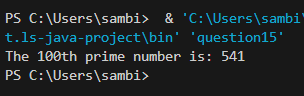 PS C:\Users\sambi>  & 'C:\Users\sambi\
t.ls-java-project\bin' 'question15'
The 100th prime number is: 541
PS C:\Users\sambi>